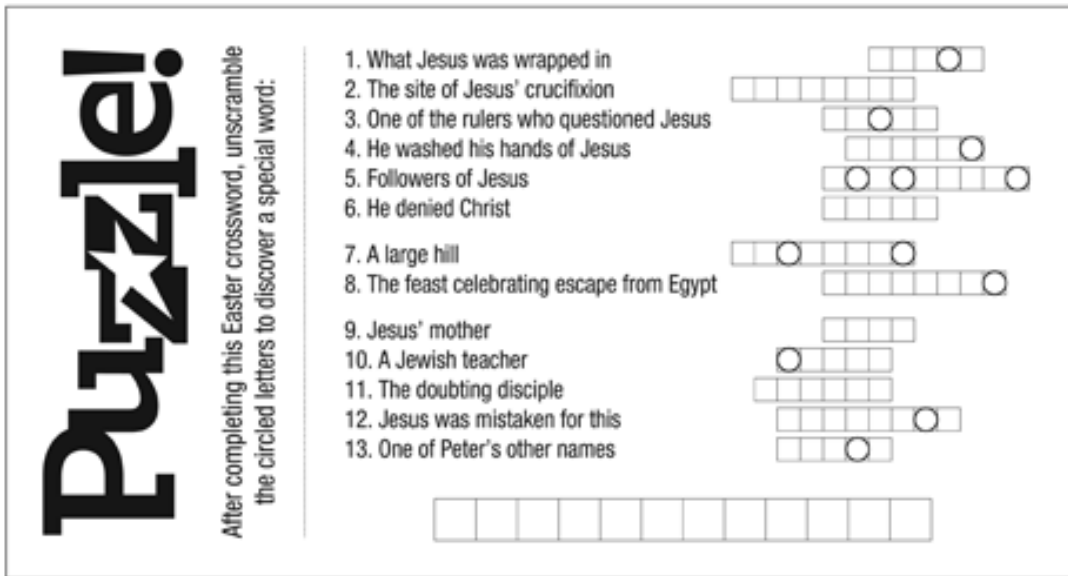 Puzzle!
After completing this Easter crossword, unscramble
the circled letters to discover a special word:
1. What Jesus was wrapped in
2. The site of Jesus' crucifixion
3. One of the rulers who questioned Jesus
4. He washed his hands of Jesus
5. Followers of Jesus
6. He denied Christ
7. A large hill
8. The feast celebrating escape from Egypt
9. Jesus' mother
10. A Jewish teacher
11. The doubting disciple
12. Jesus was mistaken for this
13. One of Peter's other names